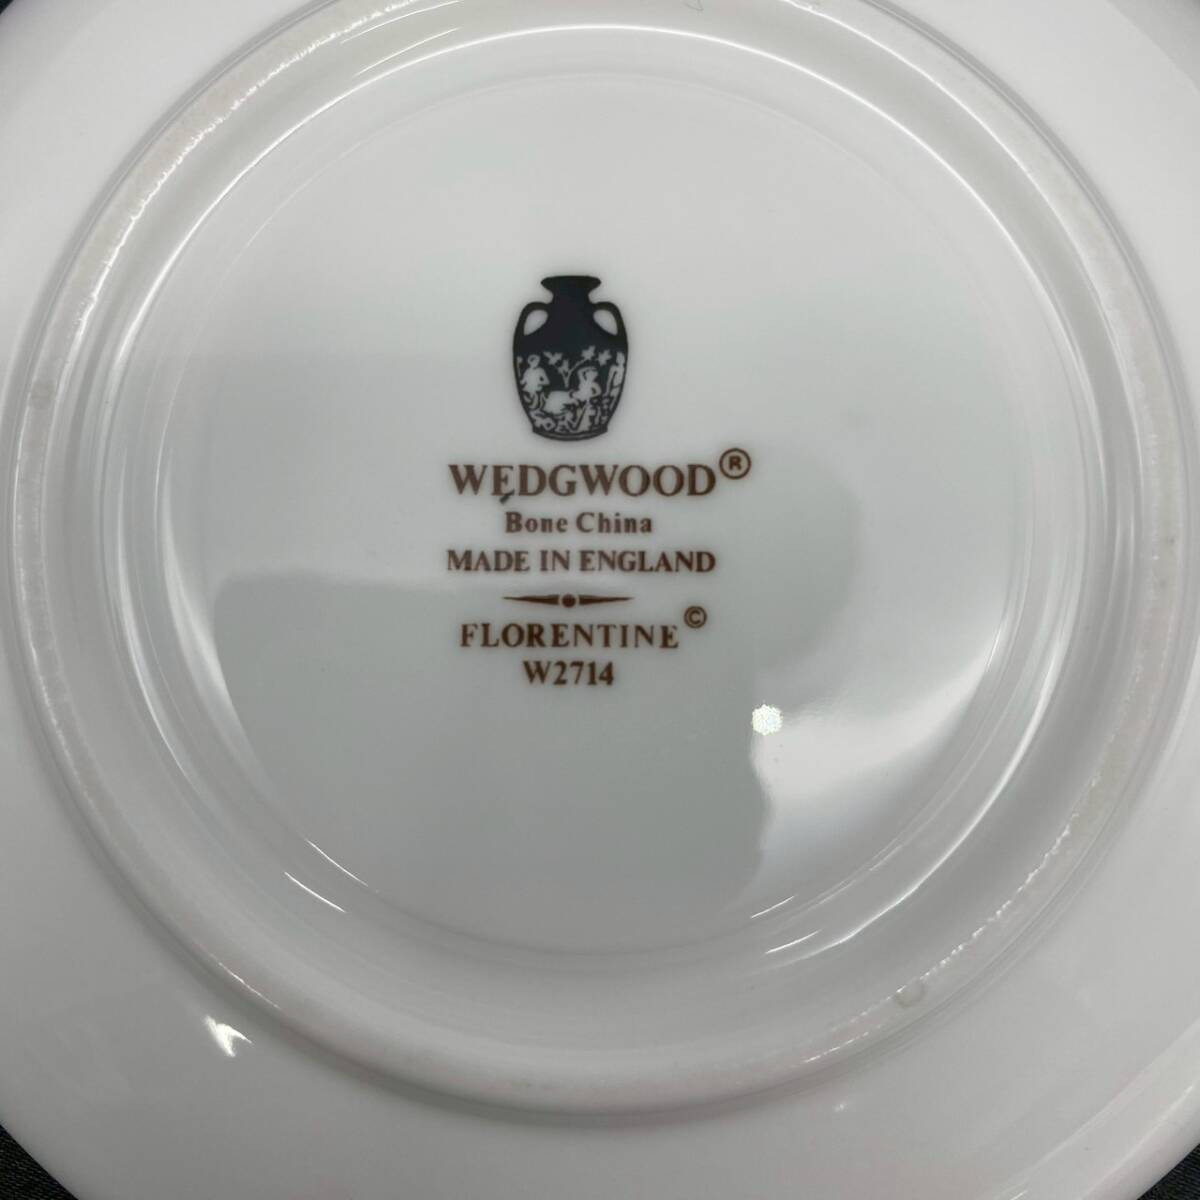 WEDGWOOD®
Bone China
MADE IN ENGLAND
FLORENTINE©
W2714